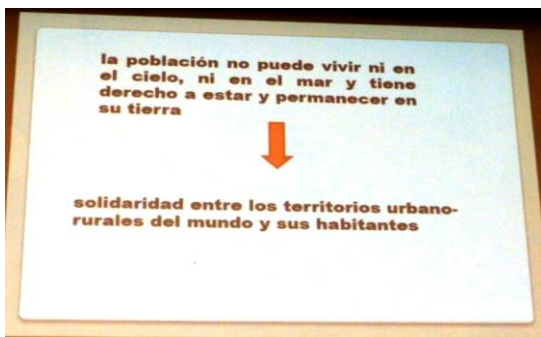 la población no puede vivir ni en
el cielo, ni en el mar y tiene
derecho a estar y permanecer en
su tierra
solidaridad entre los territorios urbano-
rurales del mundo y sus habitantes